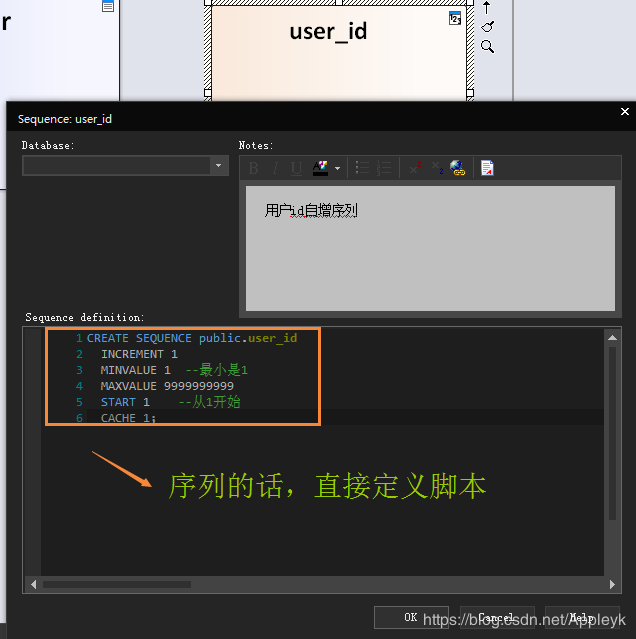 r
user_id
Sequence: user_id
Database:
Notes:
用户id自增序列
Sequence definition:
1 CREATE SEQUENCE public.user_id
2 INCREMENT 1
3 MINVALUE 1 --最小是1
4 MAXVALUE 9999999999
5 START 1 --从1开始
6 CACHE 1;
序列的话，直接定义脚本
OK Cancel Help
https://blog.csdn.net/Appleyk